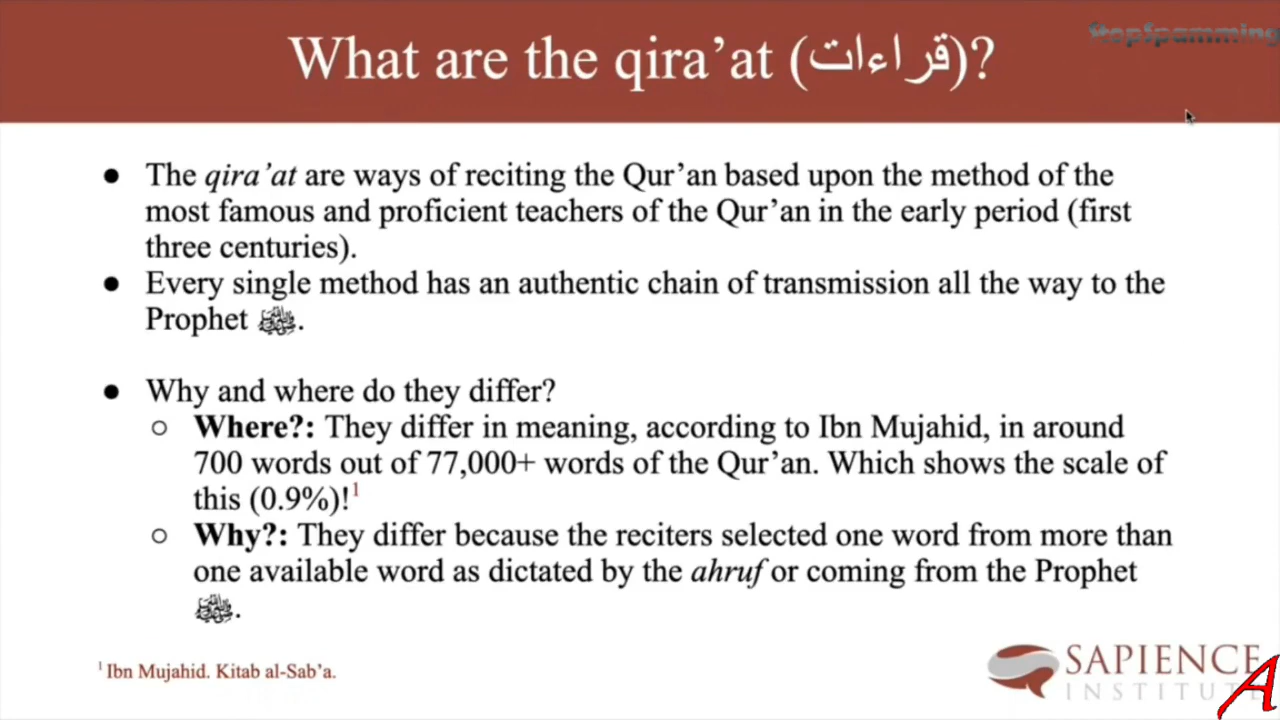 StopSpamming
What are the qira’at (قراءات)?
● The qira’at are ways of reciting the Qur’an based upon the method of the
most famous and proficient teachers of the Qur’an in the early period (first
three centuries).
● Every single method has an authentic chain of transmission all the way to the
Prophet ﷺ.
● Why and where do they differ?
○ Where?: They differ in meaning, according to Ibn Mujahid, in around
700 words out of 77,000+ words of the Qur’an. Which shows the scale of
this (0.9%)!¹
○ Why?: They differ because the reciters selected one word from more than
one available word as dictated by the ahruf or coming from the Prophet
ﷺ.
¹ Ibn Mujahid. Kitab al-Sab’a.
SAPIENCE
INSTITUTE
A